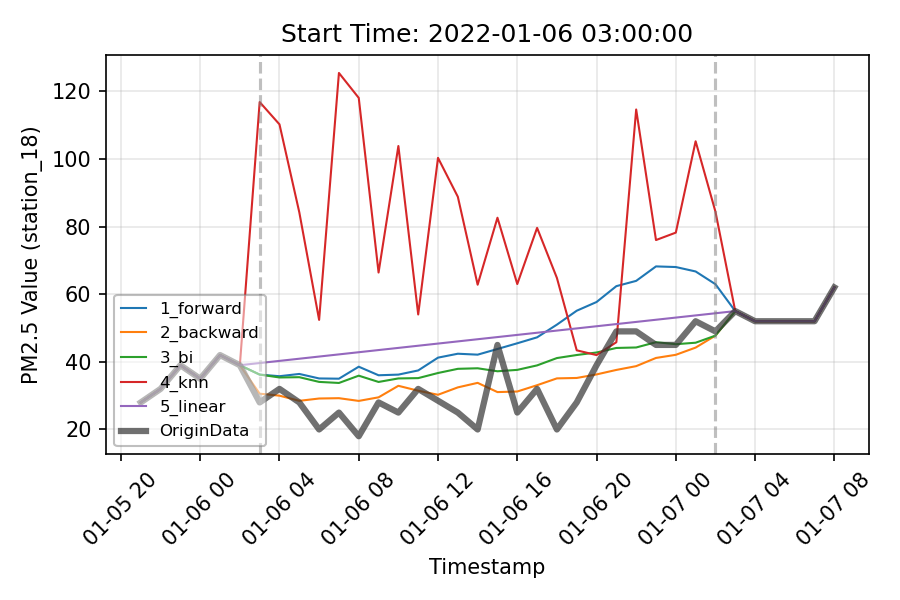 Start Time: 2022-01-06 03:00:00
PM2.5 Value (station_18)
120
100
80
60
40
20
1_forward
2_backward
3_bi
4_knn
5_linear
OriginData
01-05 20
01-06 00
01-06 04
01-06 08
01-06 12
01-06 16
01-06 20
01-07 00
01-07 04
01-07 08
Timestamp